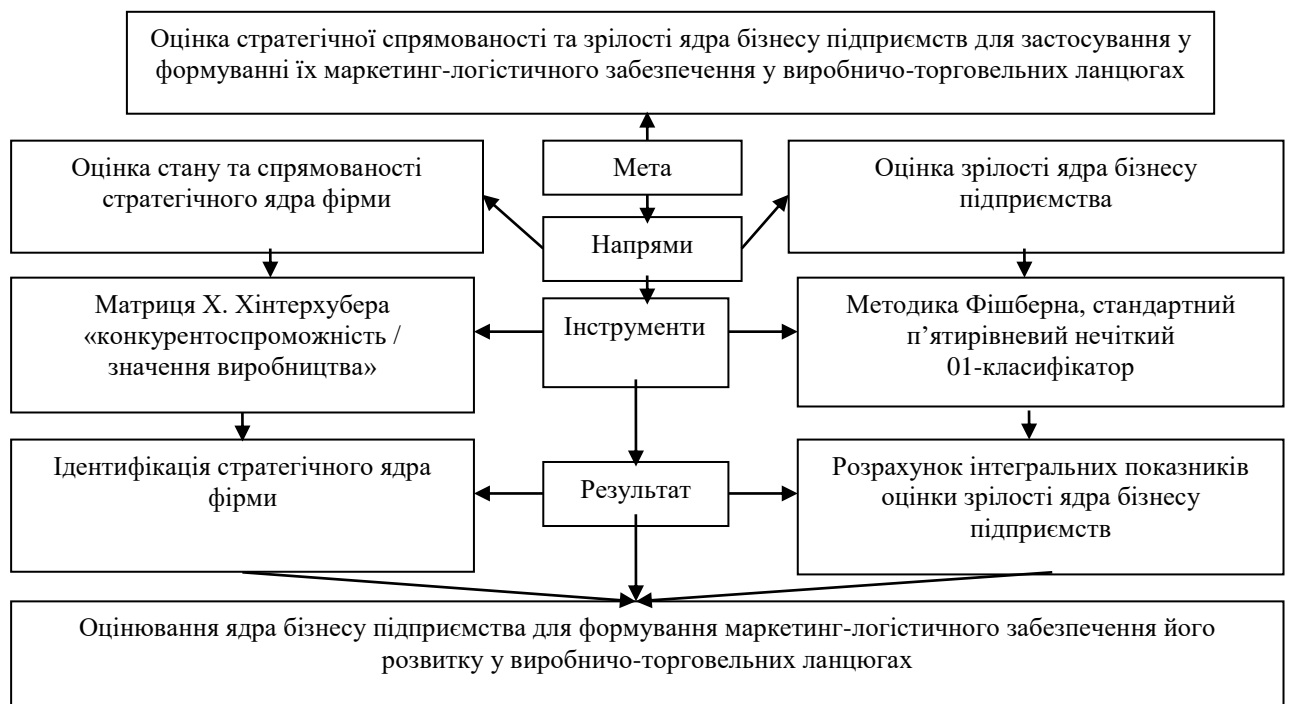 Оцінка стратегічної спрямованості та зрілості ядра бізнесу підприємств для застосування у
формуванні їх маркетинг-логістичного забезпечення у виробничо-торговельних ланцюгах
Оцінка стану та спрямованості
стратегічного ядра фірми
Мета
Оцінка зрілості ядра бізнесу
підприємства
Напрями
Матриця Х. Хінтерхубера
«конкурентоспроможність /
значення виробництва»
Інструменти
Методика Фішберна, стандартний
п’ятирівневий нечіткий
01-класифікатор
Ідентифікація стратегічного ядра
фірми
Результат
Розрахунок інтегральних показників
оцінки зрілості ядра бізнесу
підприємств
Оцінювання ядра бізнесу підприємства для формування маркетинг-логістичного забезпечення його
розвитку у виробничо-торговельних ланцюгах